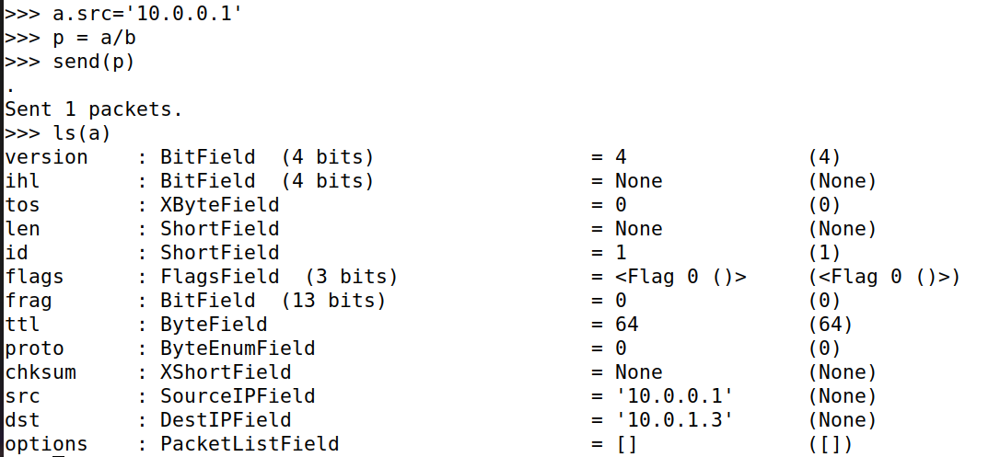 >>> a.src='10.0.0.1'
>>> p = a/b
>>> send(p)
.
Sent 1 packets.
>>> ls(a)
version    : BitField  (4 bits)                  = 4               (4)
ihl        : BitField  (4 bits)                  = None            (None)
tos        : XByteField                          = 0               (0)
len        : ShortField                          = None            (None)
id         : ShortField                          = 1               (1)
flags      : FlagsField  (3 bits)                = <Flag 0 ()>     (<Flag 0 ()>)
frag       : BitField  (13 bits)                 = 0               (0)
ttl        : ByteField                           = 64              (64)
proto      : ByteEnumField                       = 0               (0)
chksum     : XShortField                         = None            (None)
src        : SourceIPField                       = '10.0.0.1'      (None)
dst        : DestIPField                         = '10.0.1.3'      (None)
options    : PacketListField                     = []              ([])